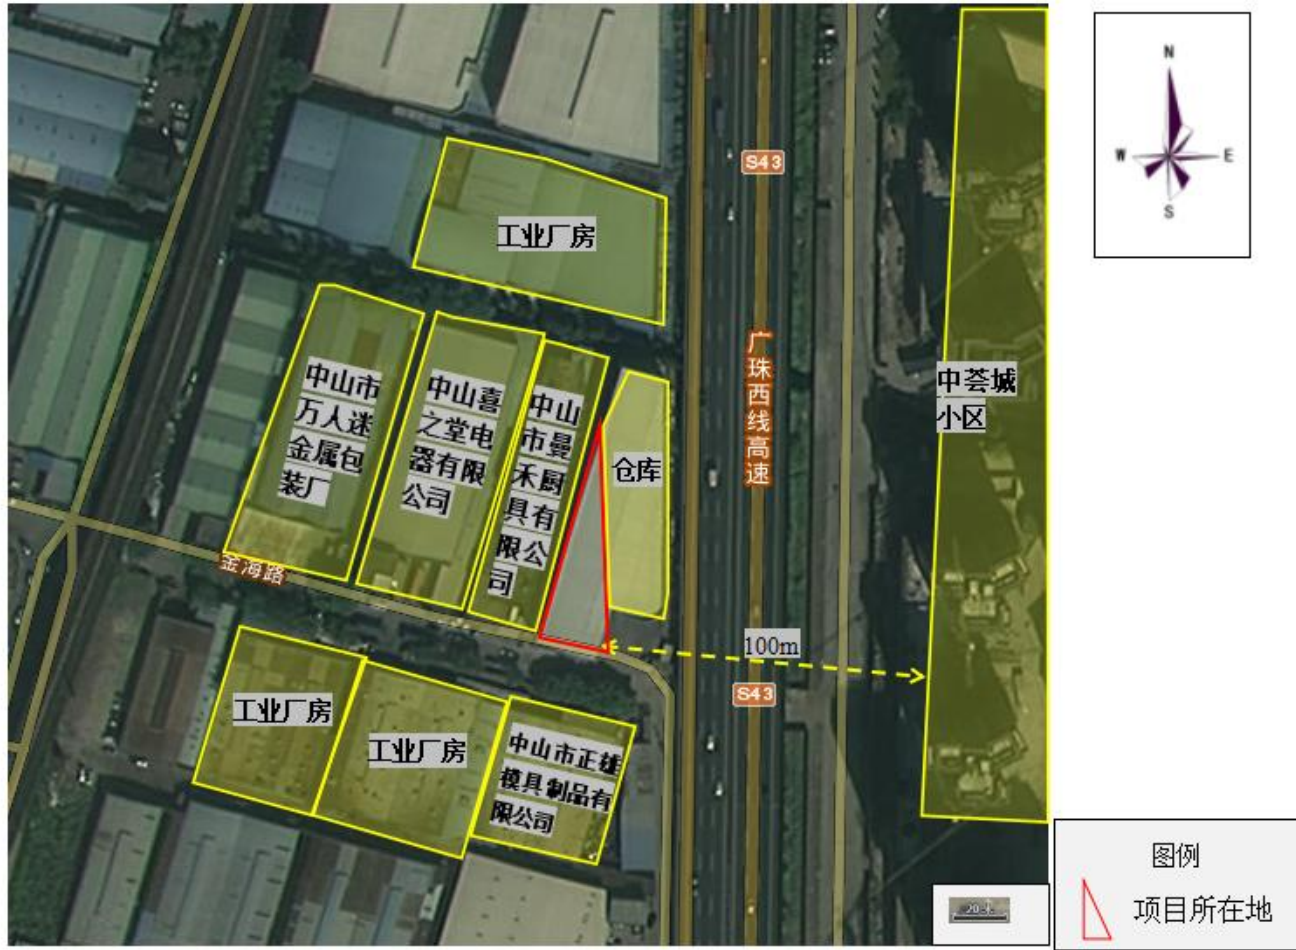 N
W
E
S
S43
工业厂房
广珠西线高速
中山市
万人迷
金属包
装厂
中山喜
之堂电
器有限
公司
中山
市曼
禾厨
具有
限公
司
仓库
中荟城
小区
金海路
100m
S43
工业厂房
工业厂房
中山市正雄
模具制品有
限公司
图例
项目所在地